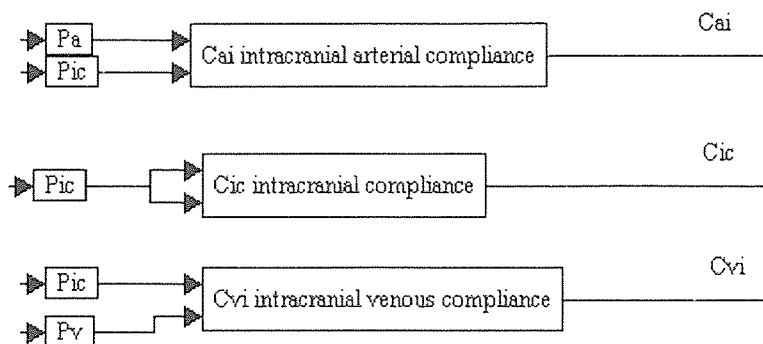 Cai
Pa
Pic
Cai intracranial arterial compliance
Cic
Pic
Cic intracranial compliance
Cvi
Pic
Pv
Cvi intracranial venous compliance